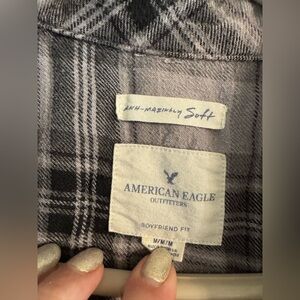 AHH-MAZINGLY Soft
AMERICAN EAGLE
OUTFITTERS
BOYFRIEND FIT
M/M/M